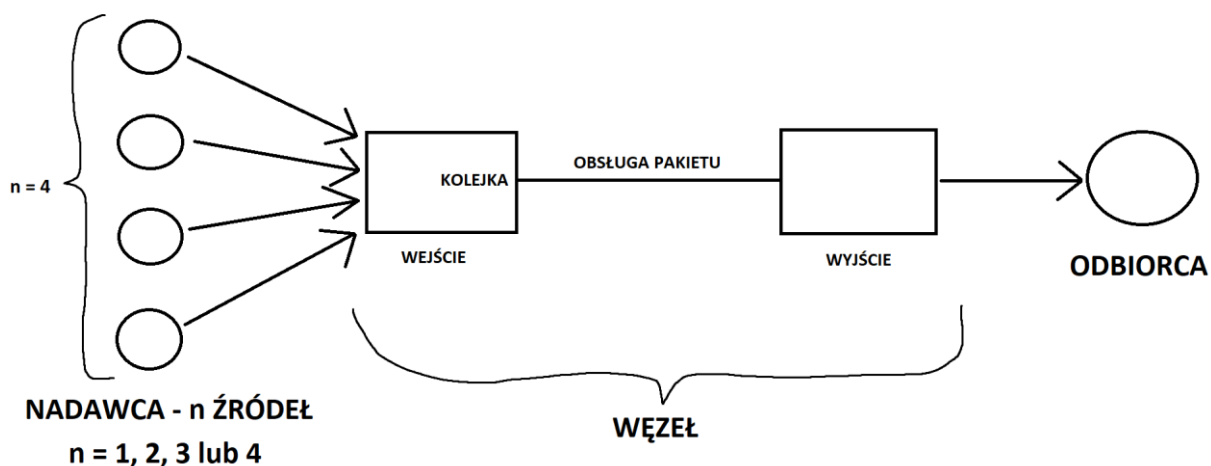 n = 4
KOLEJKA
OBSŁUGA PAKIETU
WEJŚCIE
WYJŚCIE
ODBIORCA
NADAWCA - n ŹRÓDEŁ
n = 1, 2, 3 lub 4
WĘZEŁ